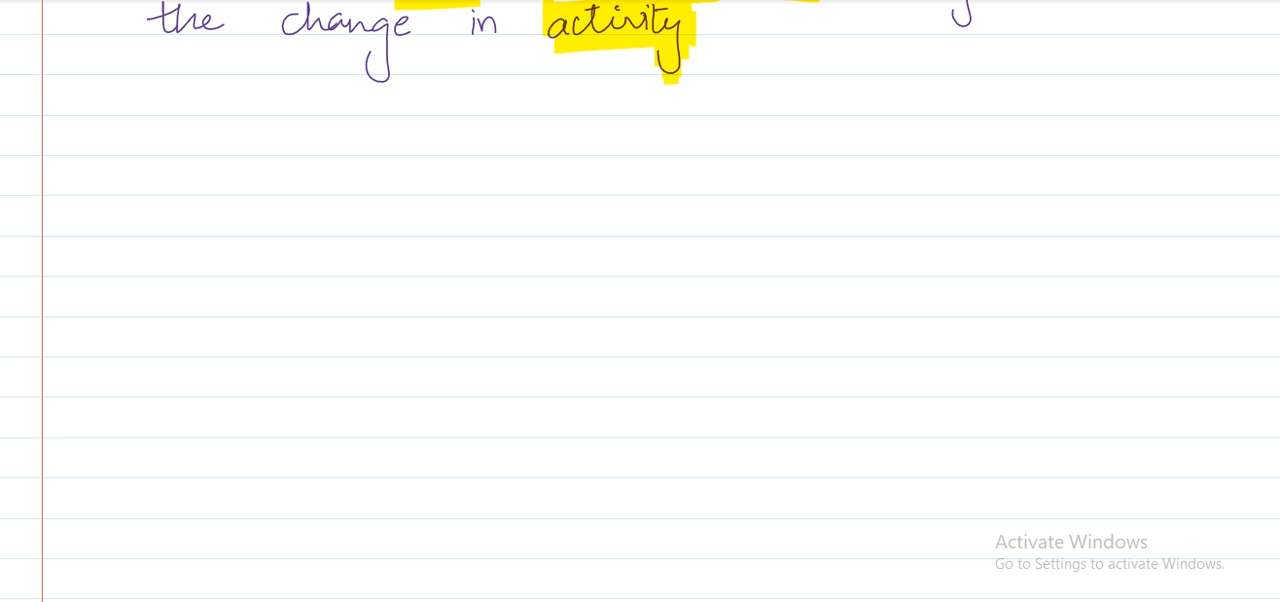 the change in activity
Activate Windows
Go to Settings to activate Windows.